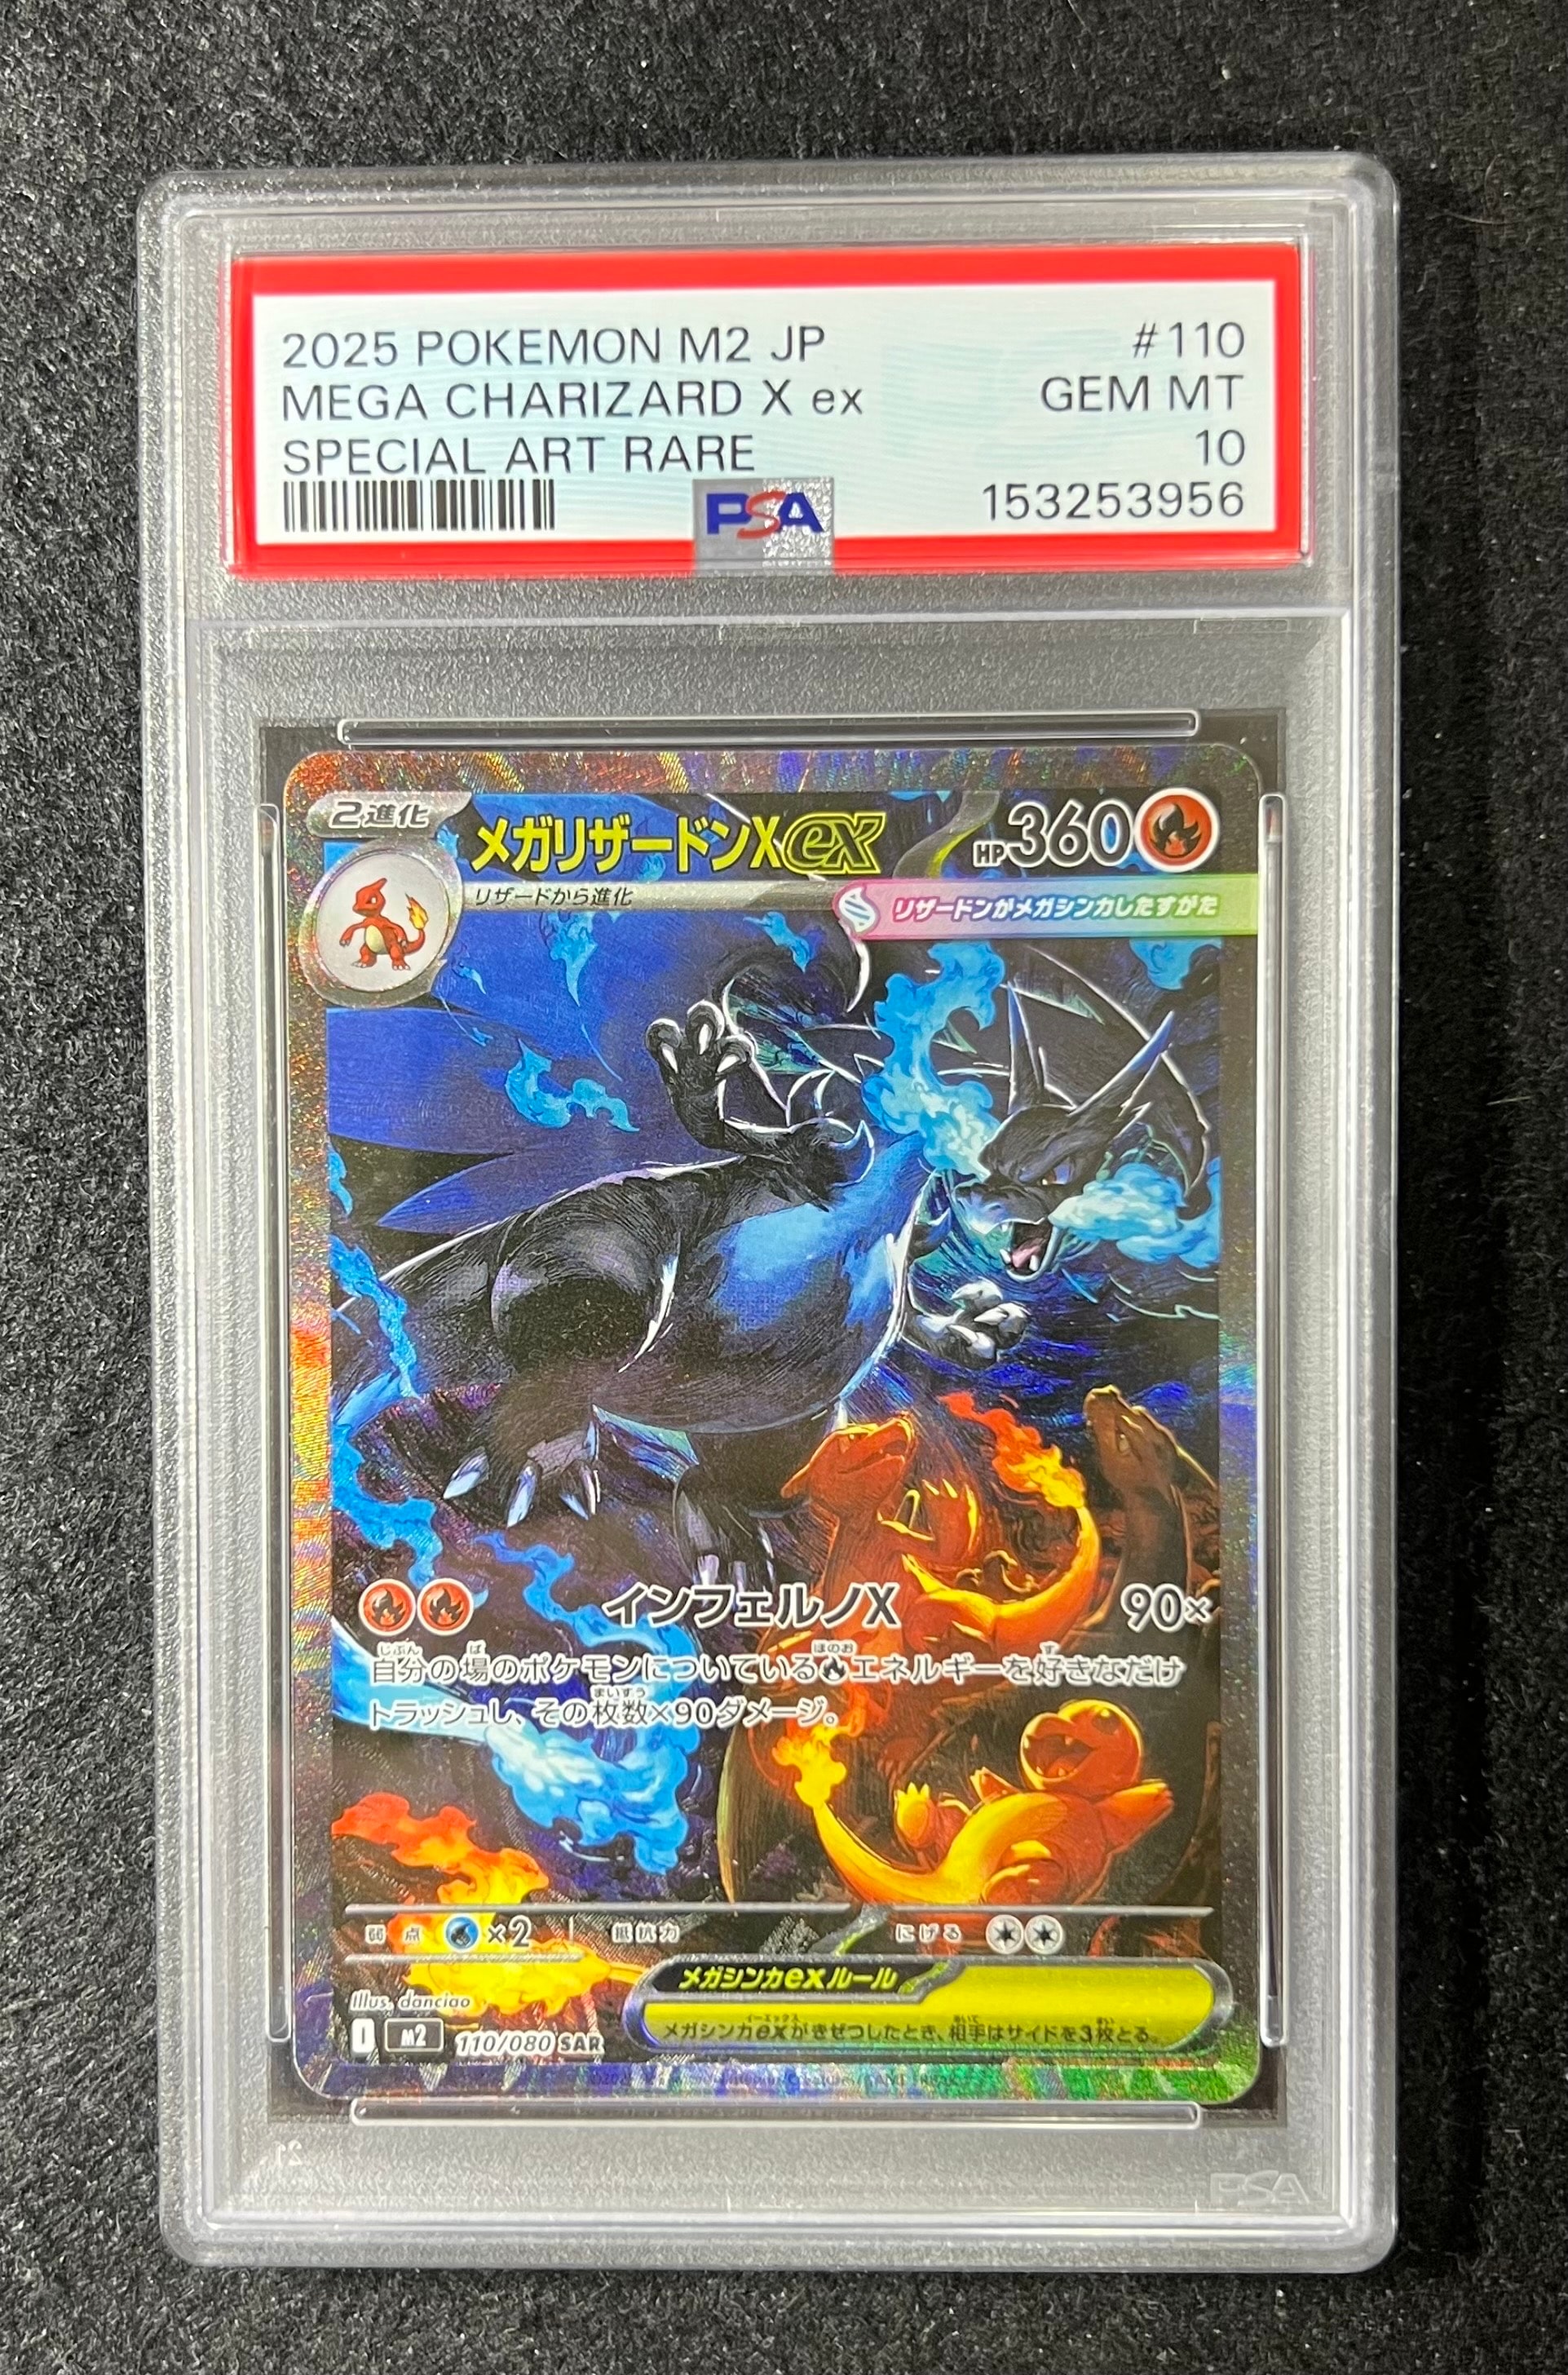 2025 POKEMON M2 JP #110
MEGA CHARIZARD X ex GEM MT
SPECIAL ART RARE 10
PSA 153253956
2進化 メガリザードンXex HP360
リザードから進化
リザードンがメガシンカしたすがた
インフェルノX 90×
自分の場のポケモンについているエネルギーを好きなだけ
トラッシュし、その枚数×90ダメージ。
弱点 ×2 抵抗力 にげる
メガシンカexルール
メガシンカexがきぜつしたとき、相手はサイドを3枚とる。
Illus. danciao
I M2 110/080 SAR
PSA